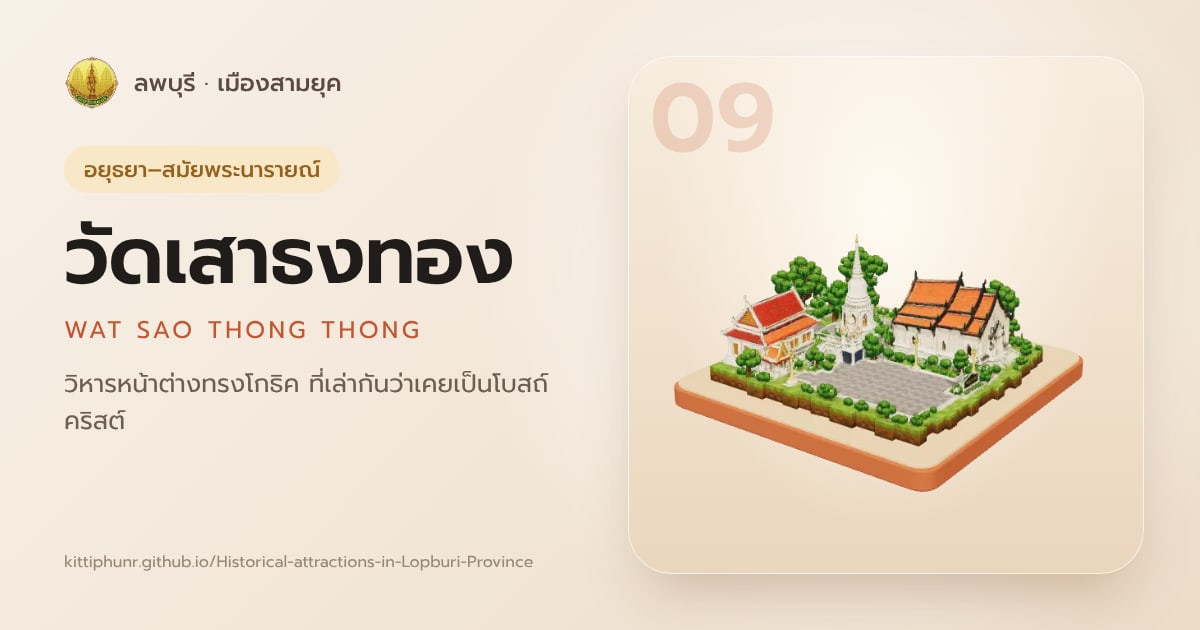 ลพบุรี · เมืองสามยุค
อยุธยา–สมัยพระนารายณ์
วัดเสาธงทอง
WAT SAO THONG THONG
วิหารหน้าต่างทรงโกธิค ที่เล่ากันว่าเคยเป็นโบสถ์
คริสต์
kittiphunr.github.io/Historical-attractions-in-Lopburi-Province
09